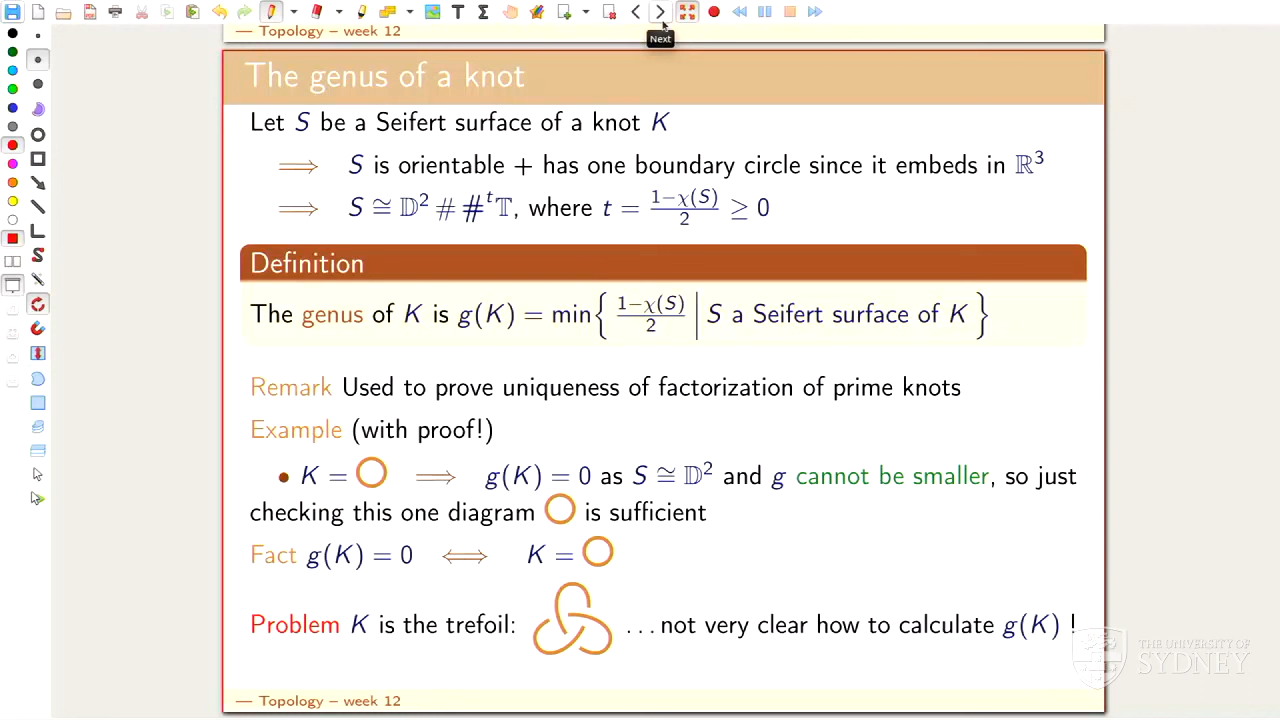 — Topology – week 12
Next
The genus of a knot
Let S be a Seifert surface of a knot K
⟹ S is orientable + has one boundary circle since it embeds in ℝ³
⟹ S ≅ 𝔻² # #ᵗ𝕋, where t = (1−χ(S))/2 ≥ 0
Definition
The genus of K is g(K) = min{ (1−χ(S))/2 | S a Seifert surface of K }
Remark Used to prove uniqueness of factorization of prime knots
Example (with proof!)
• K = ◯ ⟹ g(K) = 0 as S ≅ 𝔻² and g cannot be smaller, so just
checking this one diagram ◯ is sufficient
Fact g(K) = 0 ⟺ K = ◯
Problem K is the trefoil: ...not very clear how to calculate g(K) !
THE UNIVERSITY OF
SYDNEY
— Topology – week 12